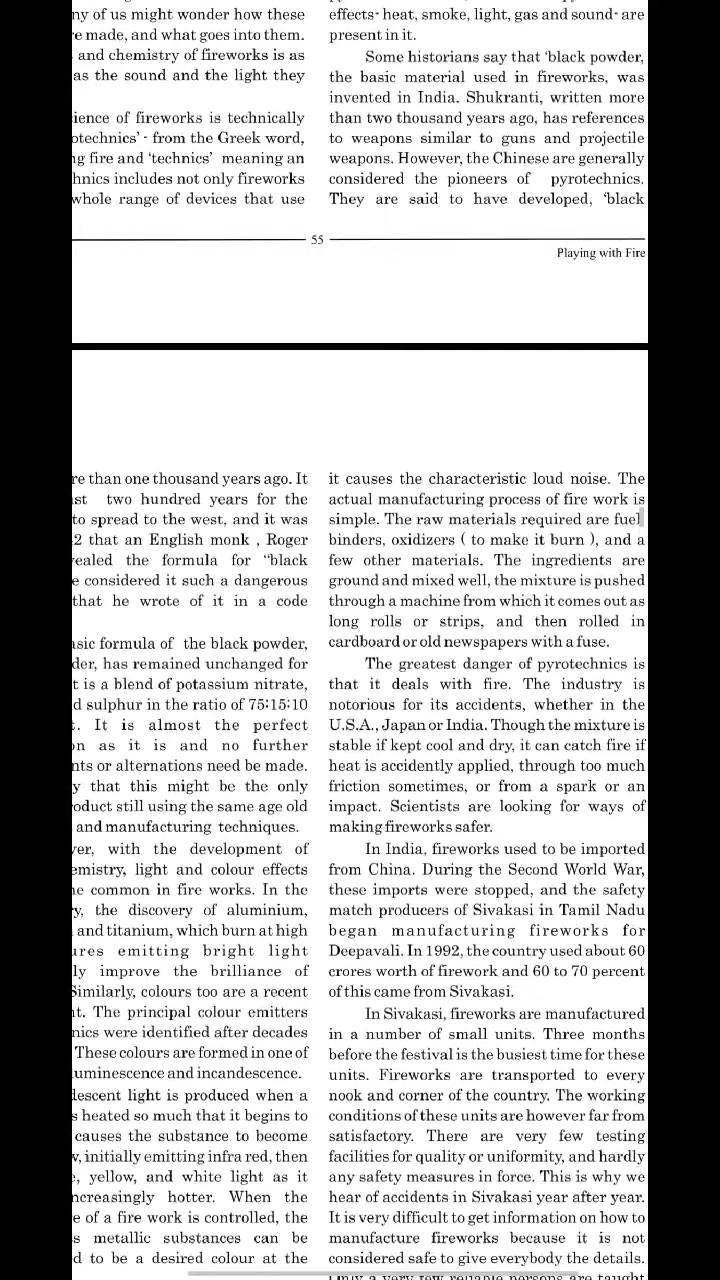 ny of us might wonder how these
e made, and what goes into them.
and chemistry of fireworks is as
as the sound and the light they
ience of fireworks is technically
otechnics' - from the Greek word,
ng fire and 'technics' meaning an
hnics includes not only fireworks
whole range of devices that use
effects- heat, smoke, light, gas and sound- are
present in it.
Some historians say that 'black powder,
the basic material used in fireworks, was
invented in India. Shukranti, written more
than two thousand years ago, has references
to weapons similar to guns and projectile
weapons. However, the Chinese are generally
considered the pioneers of pyrotechnics.
They are said to have developed, 'black
55
Playing with Fire
re than one thousand years ago. It
st two hundred years for the
to spread to the west, and it was
2 that an English monk , Roger
vealed the formula for "black
e considered it such a dangerous
that he wrote of it in a code
asic formula of the black powder,
der, has remained unchanged for
t is a blend of potassium nitrate,
d sulphur in the ratio of 75:15:10
. It is almost the perfect
on as it is and no further
nts or alternations need be made.
y that this might be the only
oduct still using the same age old
and manufacturing techniques.
ver, with the development of
emistry, light and colour effects
ne common in fire works. In the
y, the discovery of aluminium,
and titanium, which burn at high
ures emitting bright light
ly improve the brilliance of
Similarly, colours too are a recent
nt. The principal colour emitters
nics were identified after decades
These colours are formed in one of
uminescence and incandescence.
descent light is produced when a
s heated so much that it begins to
causes the substance to become
w, initially emitting infra red, then
e, yellow, and white light as it
ncreasingly hotter. When the
e of a fire work is controlled, the
s metallic substances can be
d to be a desired colour at the
it causes the characteristic loud noise. The
actual manufacturing process of fire work is
simple. The raw materials required are fuel
binders, oxidizers ( to make it burn ), and a
few other materials. The ingredients are
ground and mixed well, the mixture is pushed
through a machine from which it comes out as
long rolls or strips, and then rolled in
cardboard or old newspapers with a fuse.
The greatest danger of pyrotechnics is
that it deals with fire. The industry is
notorious for its accidents, whether in the
U.S.A., Japan or India. Though the mixture is
stable if kept cool and dry, it can catch fire if
heat is accidently applied, through too much
friction sometimes, or from a spark or an
impact. Scientists are looking for ways of
making fireworks safer.
In India, fireworks used to be imported
from China. During the Second World War,
these imports were stopped, and the safety
match producers of Sivakasi in Tamil Nadu
began manufacturing fireworks for
Deepavali. In 1992, the country used about 60
crores worth of firework and 60 to 70 percent
of this came from Sivakasi.
In Sivakasi, fireworks are manufactured
in a number of small units. Three months
before the festival is the busiest time for these
units. Fireworks are transported to every
nook and corner of the country. The working
conditions of these units are however far from
satisfactory. There are very few testing
facilities for quality or uniformity, and hardly
any safety measures in force. This is why we
hear of accidents in Sivakasi year after year.
It is very difficult to get information on how to
manufacture fireworks because it is not
considered safe to give everybody the details.
Only a very few reliable persons are taught